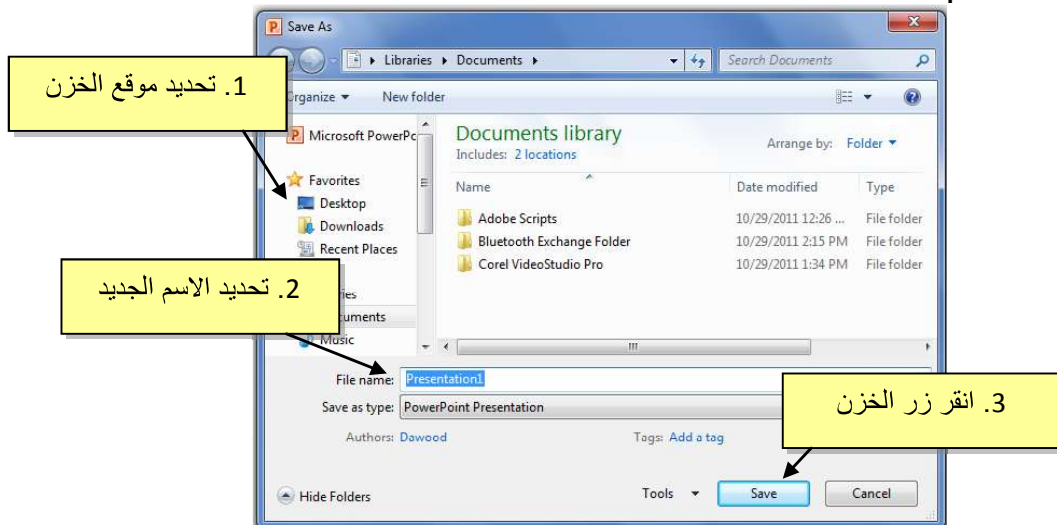 Save As
Libraries Documents
Search Documents
1. تحديد موقع الخزن
Organize New folder
Microsoft PowerPo
Documents library
Includes: 2 locations
Arrange by: Folder
Favorites
Name Date modified Type
Desktop
Downloads
Recent Places
Adobe Scripts 10/29/2011 12:26 ... File folder
Bluetooth Exchange Folder 10/29/2011 2:15 PM File folder
Corel VideoStudio Pro 10/29/2011 1:34 PM File folder
2. تحديد الاسم الجديد
Music
File name: Presentation1
Save as type: PowerPoint Presentation
3. انقر زر الخزن
Authors: Dawood Tags: Add a tag
Hide Folders Tools Save Cancel